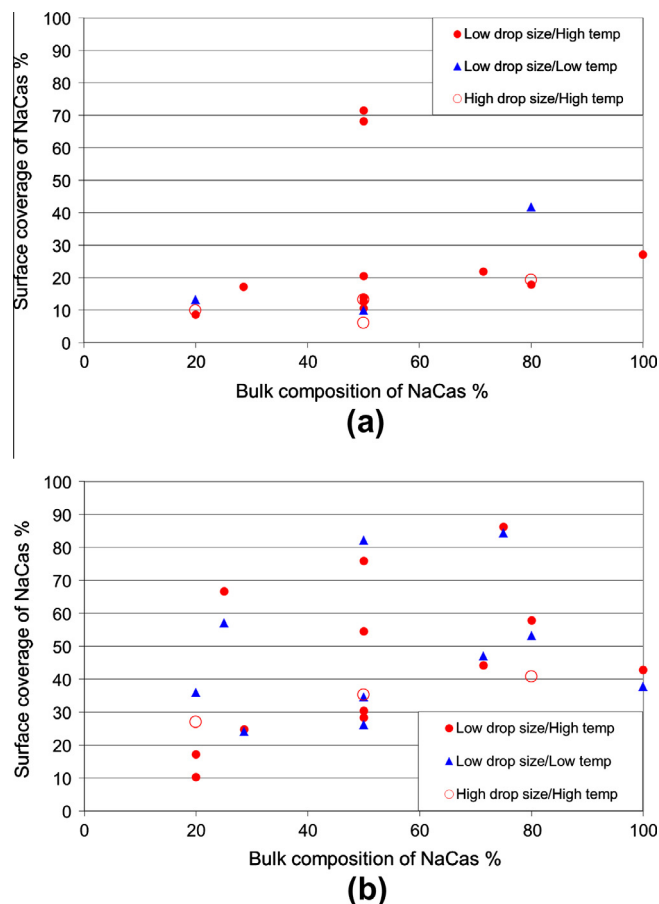 100
90
80
70
60
50
40
30
20
10
0
Surface coverage of NaCas %
Low drop size/High temp
Low drop size/Low temp
High drop size/High temp
0 20 40 60 80 100
Bulk composition of NaCas %
(a)
100
90
80
70
60
50
40
30
20
10
0
Surface coverage of NaCas %
Low drop size/High temp
Low drop size/Low temp
High drop size/High temp
0 20 40 60 80 100
Bulk composition of NaCas %
(b)